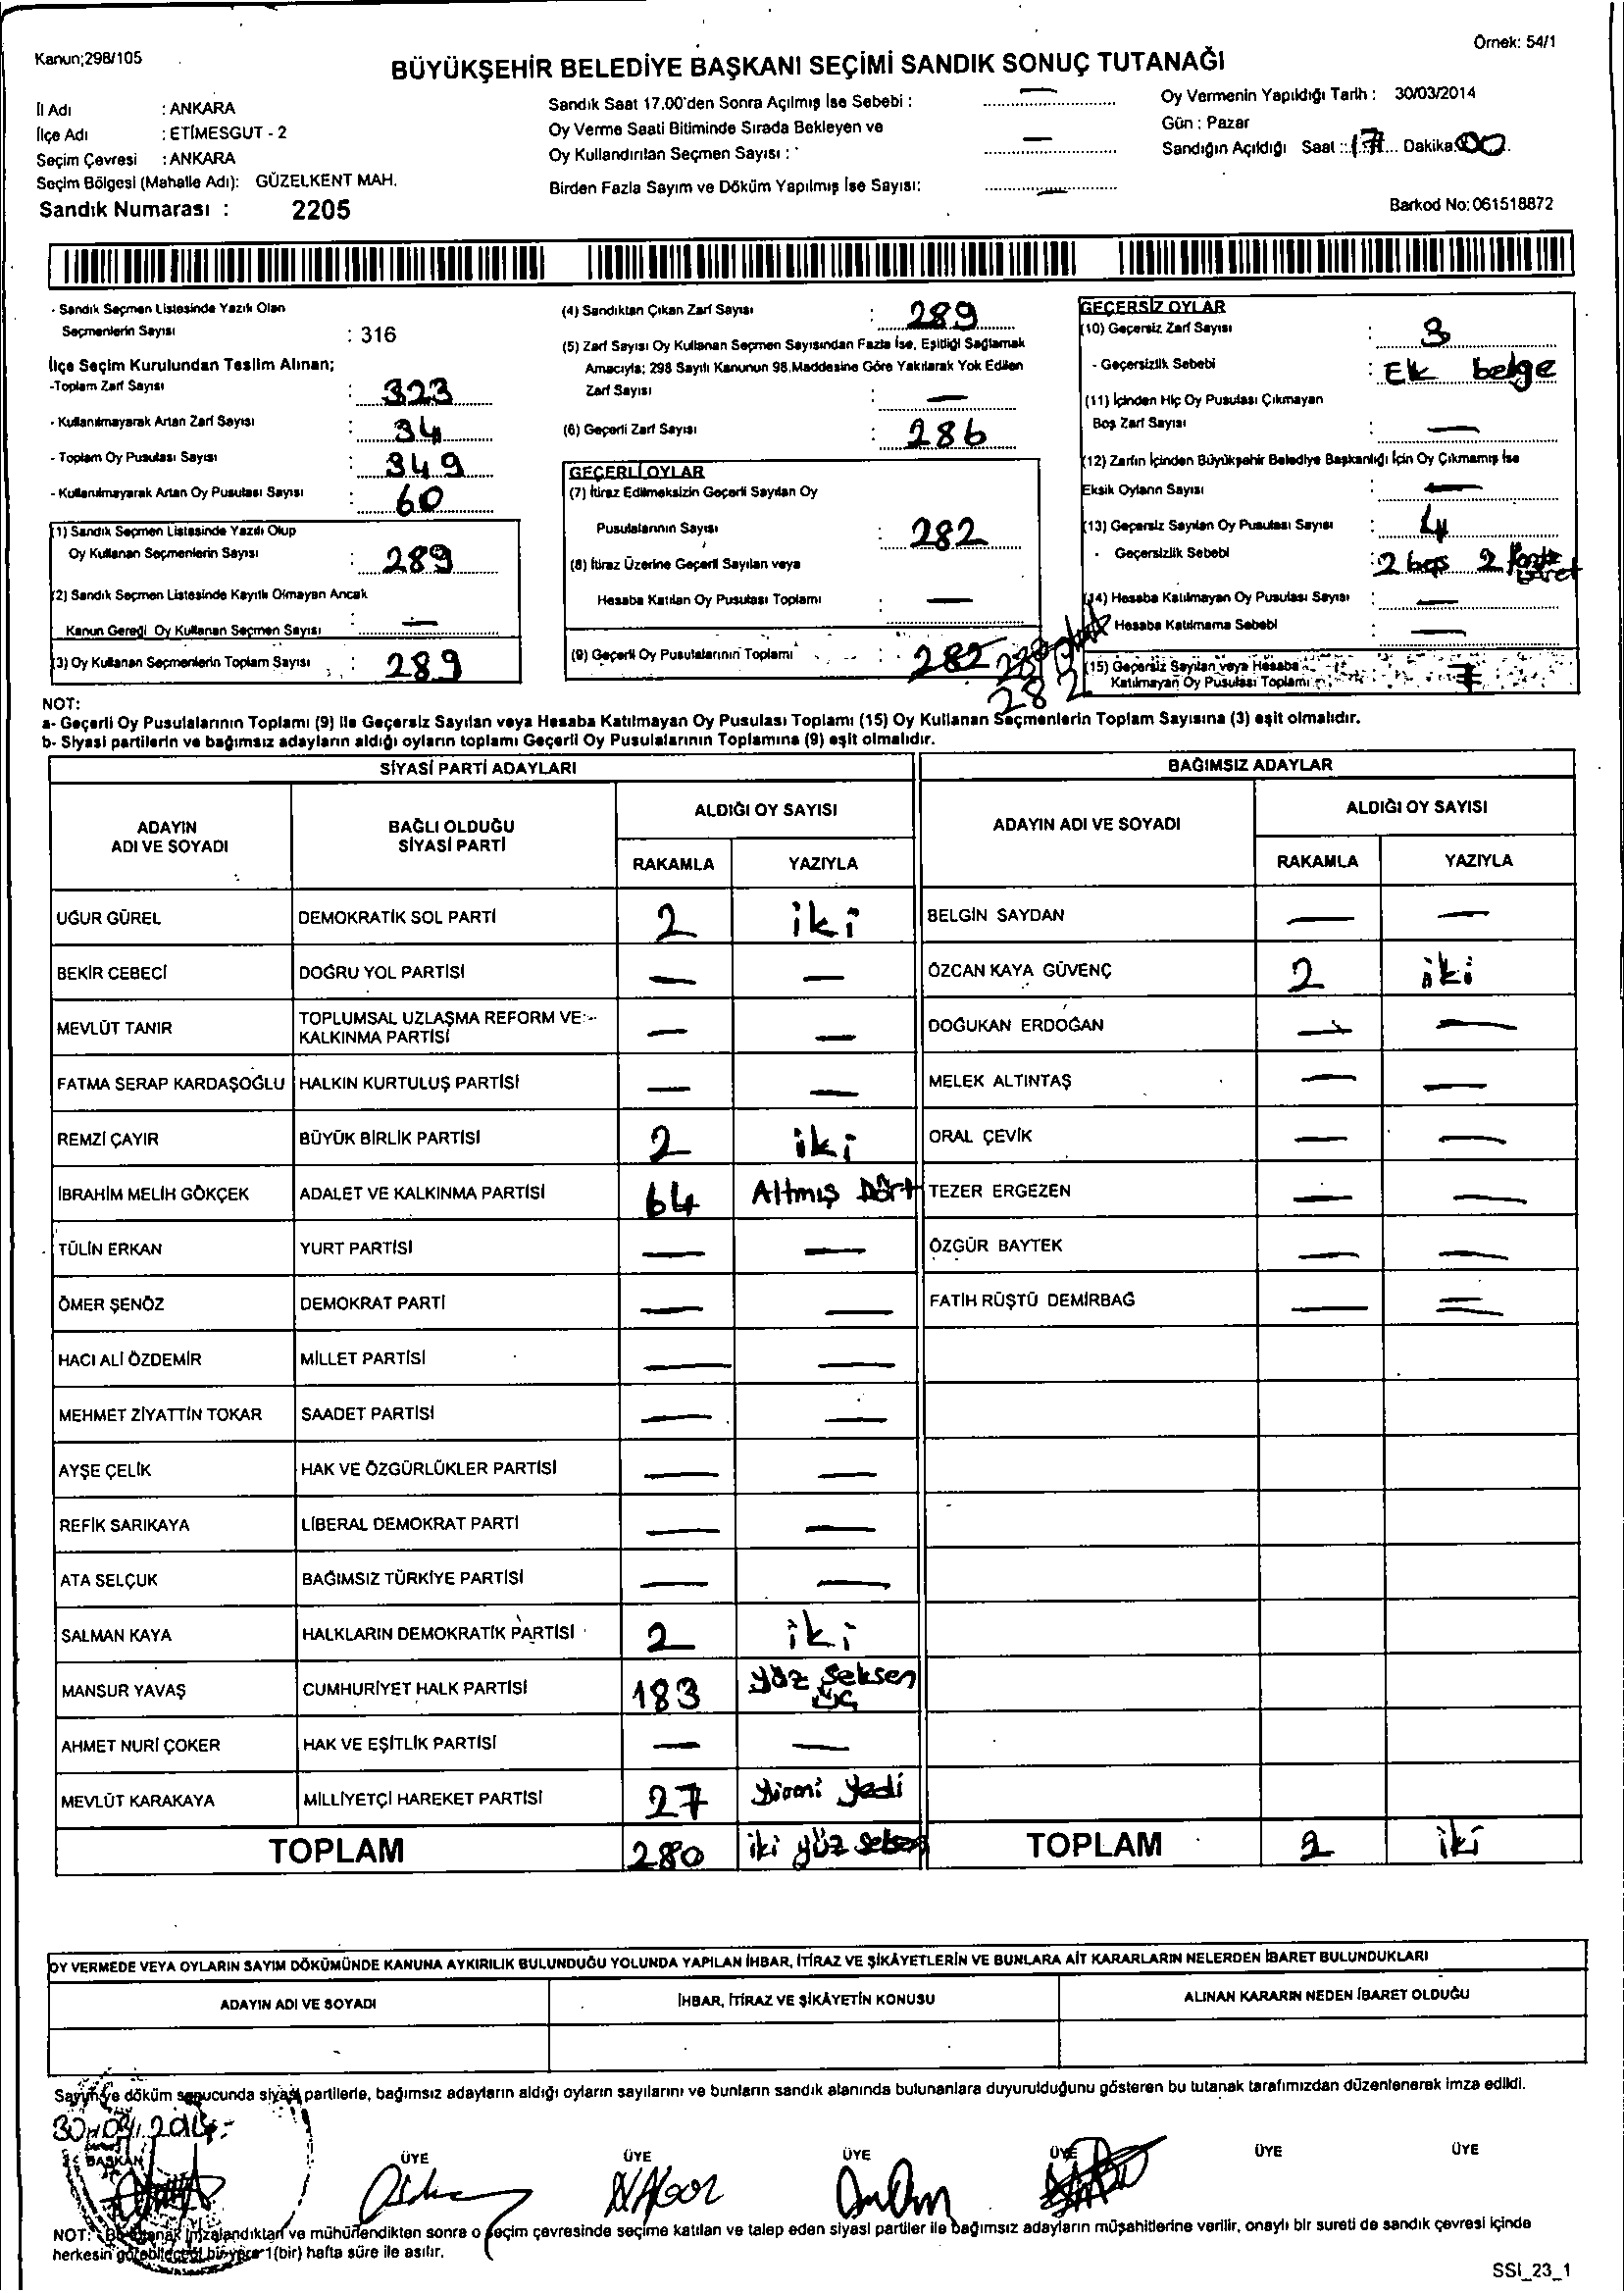 Kanun;298/105
Örnek: 54/1
BÜYÜKŞEHİR BELEDİYE BAŞKANI SEÇİMİ SANDIK SONUÇ TUTANAĞI
İl Adı : ANKARA
İlçe Adı : ETİMESGUT - 2
Seçim Çevresi : ANKARA
Seçim Bölgesi (Mahalle Adı): GÜZELKENT MAH.
Sandık Numarası : 2205
Sandık Saat 17.00'den Sonra Açılmış İse Sebebi : —
Oy Verme Saati Bitiminde Sırada Bekleyen ve
Oy Kullandırılan Seçmen Sayısı : —
Birden Fazla Sayım ve Döküm Yapılmış İse Sayısı: —
Oy Vermenin Yapıldığı Tarih : 30/03/2014
Gün : Pazar
Sandığın Açıldığı Saat : 17 Dakika 00
Barkod No: 061518872
- Sandık Seçmen Listesinde Yazılı Olan
Seçmenlerin Sayısı : 316
İlçe Seçim Kurulundan Teslim Alınan;
-Toplam Zarf Sayısı : 323
- Kullanılmayarak Artan Zarf Sayısı : 34
- Toplam Oy Pusulası Sayısı : 349
- Kullanılmayarak Artan Oy Pusulası Sayısı : 60
(1) Sandık Seçmen Listesinde Yazılı Olup
Oy Kullanan Seçmenlerin Sayısı : 289
(2) Sandık Seçmen Listesinde Kayıtlı Olmayan Ancak
Kanun Gereği Oy Kullanan Seçmen Sayısı : —
(3) Oy Kullanan Seçmenlerin Toplam Sayısı : 289
(4) Sandıktan Çıkan Zarf Sayısı : 289
(5) Zarf Sayısı Oy Kullanan Seçmen Sayısından Fazla İse, Eşitliği Sağlamak
Amacıyla; 298 Sayılı Kanunun 98.Maddesine Göre Yakılarak Yok Edilen
Zarf Sayısı : —
(6) Geçerli Zarf Sayısı : 286
GEÇERLİ OYLAR
(7) İtiraz Edilmeksizin Geçerli Sayılan Oy
Pusulalarının Sayısı : 282
(8) İtiraz Üzerine Geçerli Sayılan veya
Hesaba Katılan Oy Pusulası Toplamı : —
(9) Geçerli Oy Pusulalarının Toplamı : 282
282
GEÇERSİZ OYLAR
(10) Geçersiz Zarf Sayısı : 3
- Geçersizlik Sebebi : Ek belge
(11) İçinden Hiç Oy Pusulası Çıkmayan
Boş Zarf Sayısı : —
(12) Zarfın İçinden Büyükşehir Belediye Başkanlığı İçin Oy Çıkmamış İse
Eksik Oyların Sayısı : —
(13) Geçersiz Sayılan Oy Pusulası Sayısı : 4
- Geçersizlik Sebebi : 2 boş 2
(14) Hesaba Katılmayan Oy Pusulası Sayısı : —
Hesaba Katılmama Sebebi : —
(15) Geçersiz Sayılan veya Hesaba
Katılmayan Oy Pusulası Toplamı : 7
NOT:
a- Geçerli Oy Pusulalarının Toplamı (9) ile Geçersiz Sayılan veya Hesaba Katılmayan Oy Pusulası Toplamı (15) Oy Kullanan Seçmenlerin Toplam Sayısına (3) eşit olmalıdır.
b- Siyasi partilerin ve bağımsız adayların aldığı oyların toplamı Geçerli Oy Pusulalarının Toplamına (9) eşit olmalıdır.
SİYASİ PARTİ ADAYLARI
ADAYIN ADI VE SOYADI
BAĞLI OLDUĞU SİYASİ PARTİ
ALDIĞI OY SAYISI
RAKAMLA YAZIYLA
UĞUR GÜREL DEMOKRATİK SOL PARTİ 2 iki
BEKİR CEBECİ DOĞRU YOL PARTİSİ — —
MEVLÜT TANIR TOPLUMSAL UZLAŞMA REFORM VE KALKINMA PARTİSİ — —
FATMA SERAP KARDAŞOĞLU HALKIN KURTULUŞ PARTİSİ — —
REMZİ ÇAYIR BÜYÜK BİRLİK PARTİSİ 2 iki
İBRAHİM MELİH GÖKÇEK ADALET VE KALKINMA PARTİSİ 64 Altmış Dört
TÜLİN ERKAN YURT PARTİSİ — —
ÖMER ŞENÖZ DEMOKRAT PARTİ — —
HACI ALİ ÖZDEMİR MİLLET PARTİSİ — —
MEHMET ZİYATTİN TOKAR SAADET PARTİSİ — —
AYŞE ÇELİK HAK VE ÖZGÜRLÜKLER PARTİSİ — —
REFİK SARIKAYA LİBERAL DEMOKRAT PARTİ — —
ATA SELÇUK BAĞIMSIZ TÜRKİYE PARTİSİ — —
SALMAN KAYA HALKLARIN DEMOKRATİK PARTİSİ 2 iki
MANSUR YAVAŞ CUMHURİYET HALK PARTİSİ 183 yüz seksen üç
AHMET NURİ ÇOKER HAK VE EŞİTLİK PARTİSİ — —
MEVLÜT KARAKAYA MİLLİYETÇİ HAREKET PARTİSİ 27 yirmi yedi
TOPLAM 280 iki yüz seksen
BAĞIMSIZ ADAYLAR
ADAYIN ADI VE SOYADI
ALDIĞI OY SAYISI
RAKAMLA YAZIYLA
BELGİN SAYDAN — —
ÖZCAN KAYA GÜVENÇ 2 iki
DOĞUKAN ERDOĞAN — —
MELEK ALTINTAŞ — —
ORAL ÇEVİK — —
TEZER ERGEZEN — —
ÖZGÜR BAYTEK — —
FATİH RÜŞTÜ DEMİRBAĞ — —
TOPLAM 2 iki
OY VERMEDE VEYA OYLARIN SAYIM DÖKÜMÜNDE KANUNA AYKIRILIK BULUNDUĞU YOLUNDA YAPILAN İHBAR, İTİRAZ VE ŞİKÂYETLERİN VE BUNLARA AİT KARARLARIN NELERDEN İBARET BULUNDUKLARI
ADAYIN ADI VE SOYADI
İHBAR, İTİRAZ VE ŞİKÂYETİN KONUSU
ALINAN KARARIN NEDEN İBARET OLDUĞU
Sayım ve döküm sonucunda siyasi partilerle, bağımsız adayların aldığı oyların sayılarını ve bunların sandık alanında bulunanlara duyurulduğunu gösteren bu tutanak tarafımızdan düzenlenerek imza edildi.
30.03.2014
BAŞKAN ÜYE ÜYE ÜYE ÜYE ÜYE ÜYE
NOT: Bu tutanak imzalandıktan ve mühürlendikten sonra o seçim çevresinde seçime katılan ve talep eden siyasi partiler ile bağımsız adayların müşahitlerine verilir, onaylı bir sureti de sandık çevresi içinde
herkesin görebileceği bir yere 1(bir) hafta süre ile asılır.
SSI_23_1